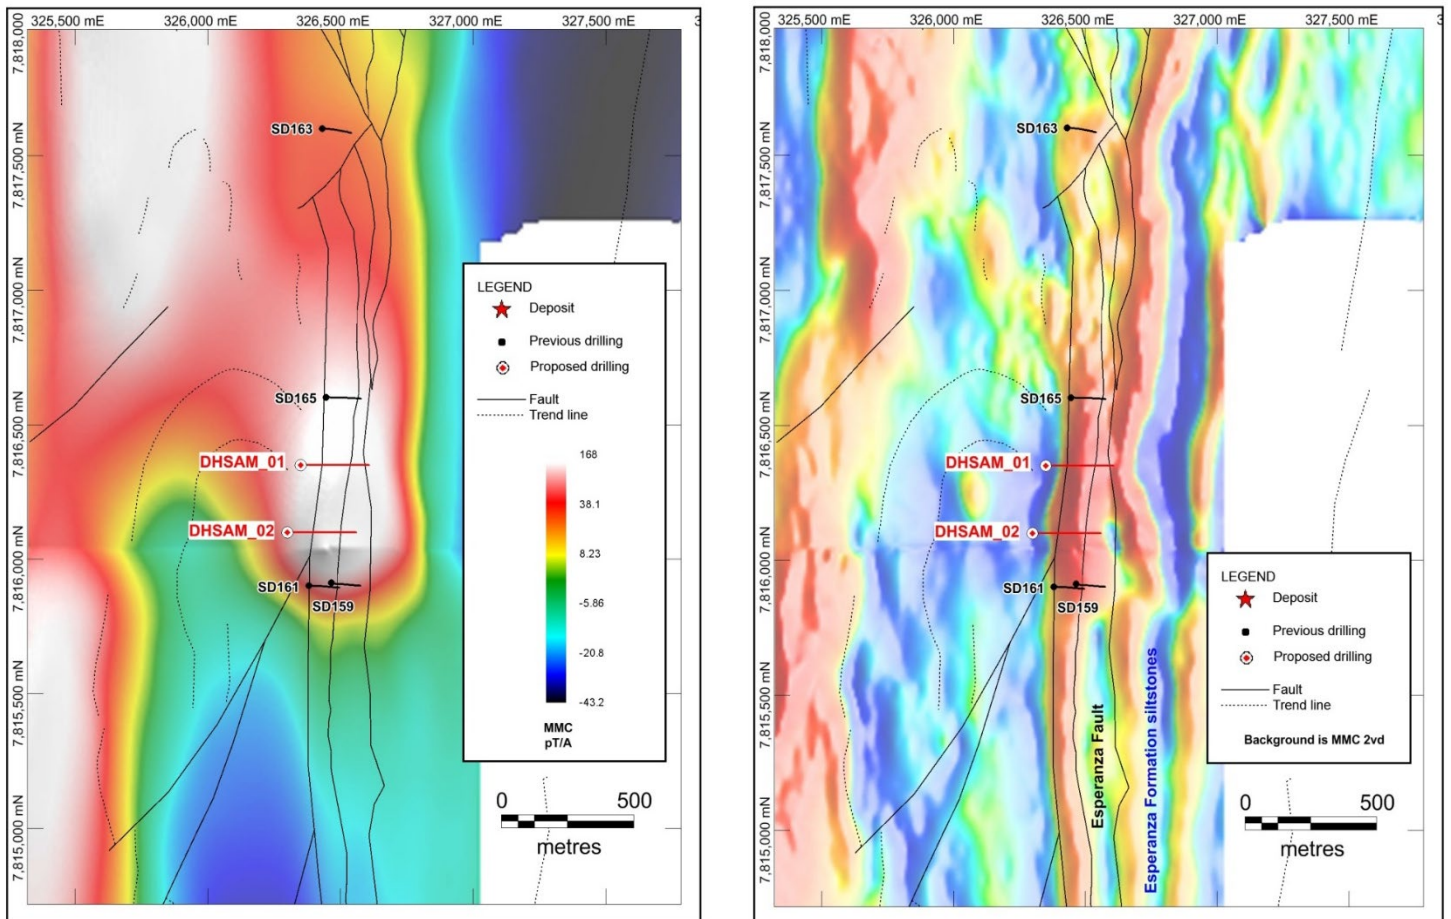 325,500 mE 326,000 mE 326,500 mE 327,000 mE 327,500 mE 3
7,818,000 mN
7,817,500 mN
7,817,000 mN
7,816,500 mN
7,816,000 mN
7,815,500 mN
7,815,000 mN
SD163
SD165
DHSAM_01
DHSAM_02
SD161
SD159
LEGEND
Deposit
Previous drilling
Proposed drilling
Fault
Trend line
168
38.1
8.23
-5.86
-20.8
-43.2
MMC
pT/A
0 500
metres
325,500 mE 326,000 mE 326,500 mE 327,000 mE 327,500 mE 3
7,818,000 mN
7,817,500 mN
7,817,000 mN
7,816,500 mN
7,816,000 mN
7,815,500 mN
7,815,000 mN
SD163
SD165
DHSAM_01
DHSAM_02
SD161
SD159
Esperanza Fault
Esperanza Formation siltstones
LEGEND
Deposit
Previous drilling
Proposed drilling
Fault
Trend line
Background is MMC 2vd
0 500
metres